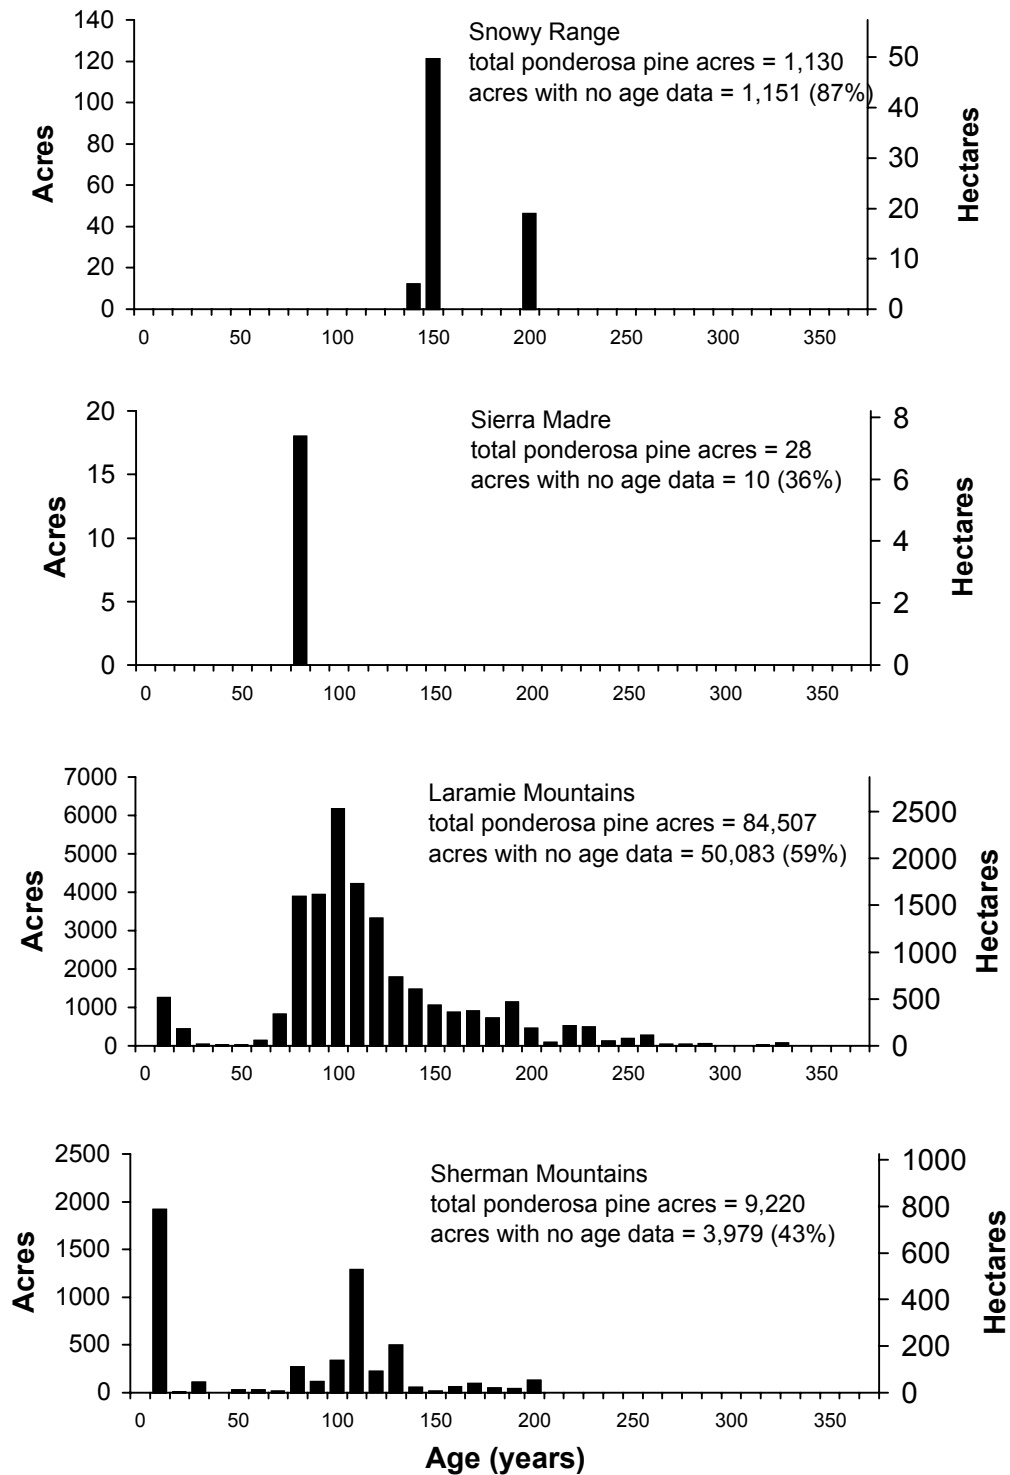 Snowy Range
total ponderosa pine acres = 1,130
acres with no age data = 1,151 (87%)
Acres
140
120
100
80
60
40
20
0
Hectares
50
40
30
20
10
0
0 50 100 150 200 250 300 350
Sierra Madre
total ponderosa pine acres = 28
acres with no age data = 10 (36%)
Acres
20
15
10
5
0
Hectares
8
6
4
2
0
0 50 100 150 200 250 300 350
Laramie Mountains
total ponderosa pine acres = 84,507
acres with no age data = 50,083 (59%)
Acres
7000
6000
5000
4000
3000
2000
1000
0
Hectares
2500
2000
1500
1000
500
0
0 50 100 150 200 250 300 350
Sherman Mountains
total ponderosa pine acres = 9,220
acres with no age data = 3,979 (43%)
Acres
2500
2000
1500
1000
500
0
Hectares
1000
800
600
400
200
0
0 50 100 150 200 250 300 350
Age (years)